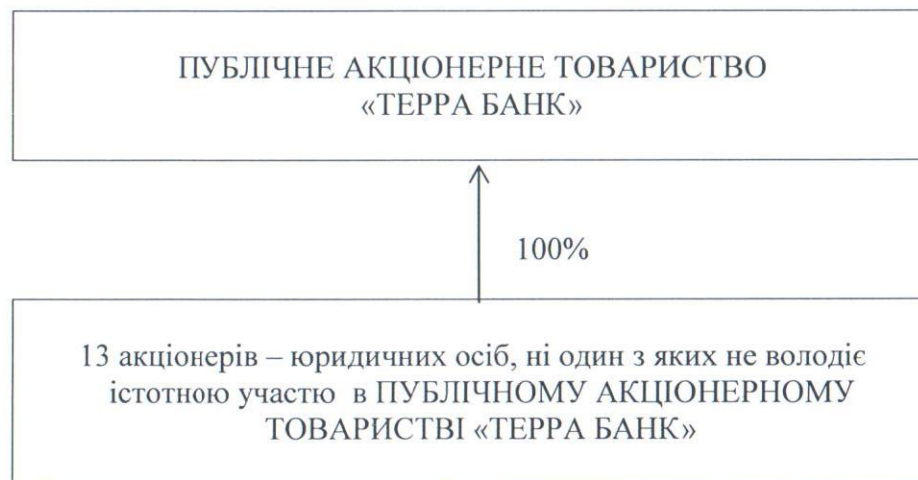 ПУБЛІЧНЕ АКЦІОНЕРНЕ ТОВАРИСТВО
«ТЕРРА БАНК»
100%
13 акціонерів – юридичних осіб, ні один з яких не володіє
істотною участю в ПУБЛІЧНОМУ АКЦІОНЕРНОМУ
ТОВАРИСТВІ «ТЕРРА БАНК»